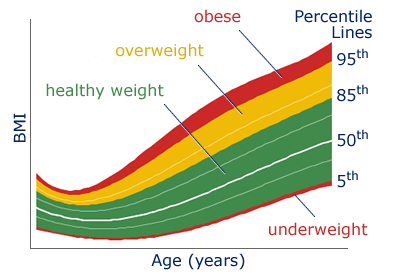 obese
Percentile
Lines
overweight
95th
healthy weight
85th
BMI
50th
5th
underweight
Age (years)